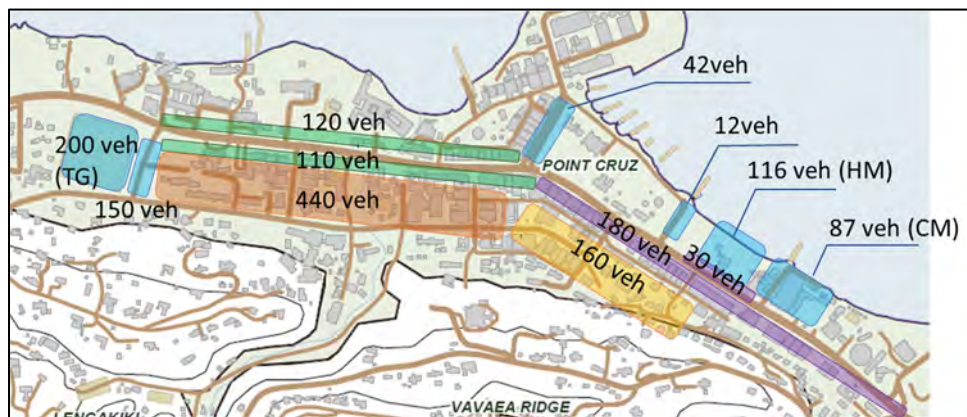 42veh
12veh
120 veh
POINT CRUZ
200 veh
(TG)
110 veh
116 veh (HM)
150 veh
440 veh
180 veh
30 veh
87 veh (CM)
160 veh
VAVAEA RIDGE
LENGAKIKI